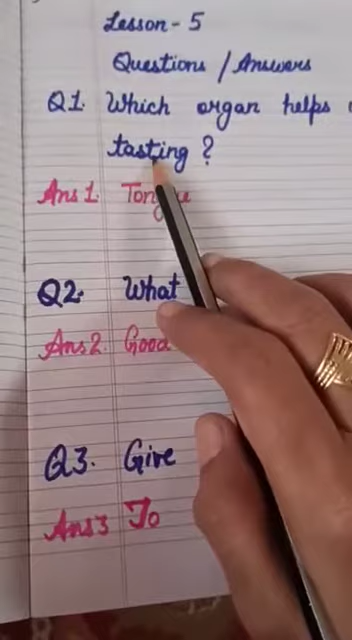 Lesson - 5
Questions / Answers
Q1. Which organ helps
tasting ?
Ans 1. Tongue
Q2. What
Ans 2. Good
Q3. Give
Ans 3 To